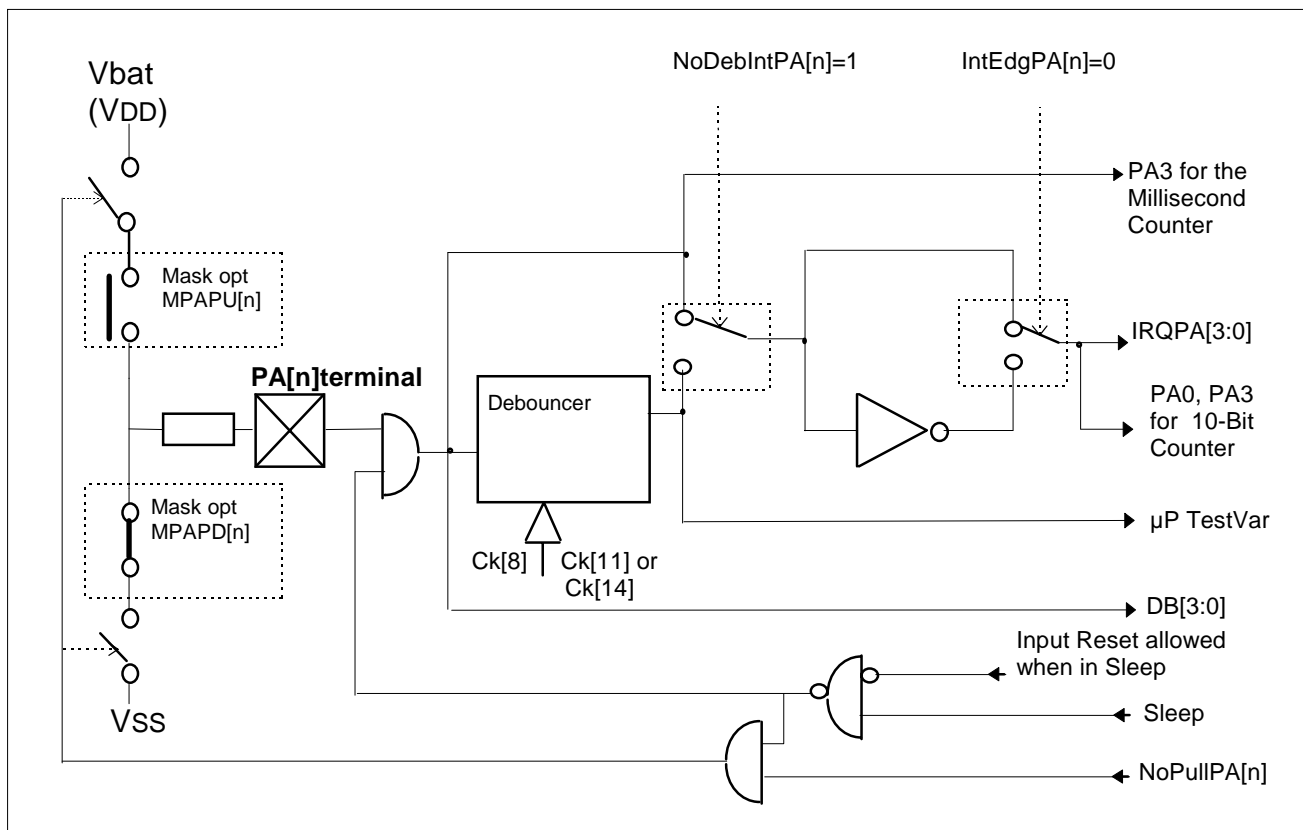 NoDebIntPA[n]=1
IntEdgPA[n]=0
Vbat
(VDD)
PA3 for the
Millisecond
Counter
Mask opt
MPAPU[n]
IRQPA[3:0]
PA[n]terminal
Debouncer
PA0, PA3
for 10-Bit
Counter
Mask opt
MPAPD[n]
µP TestVar
Ck[8]
Ck[11] or
Ck[14]
DB[3:0]
Input Reset allowed
when in Sleep
VSS
Sleep
NoPullPA[n]